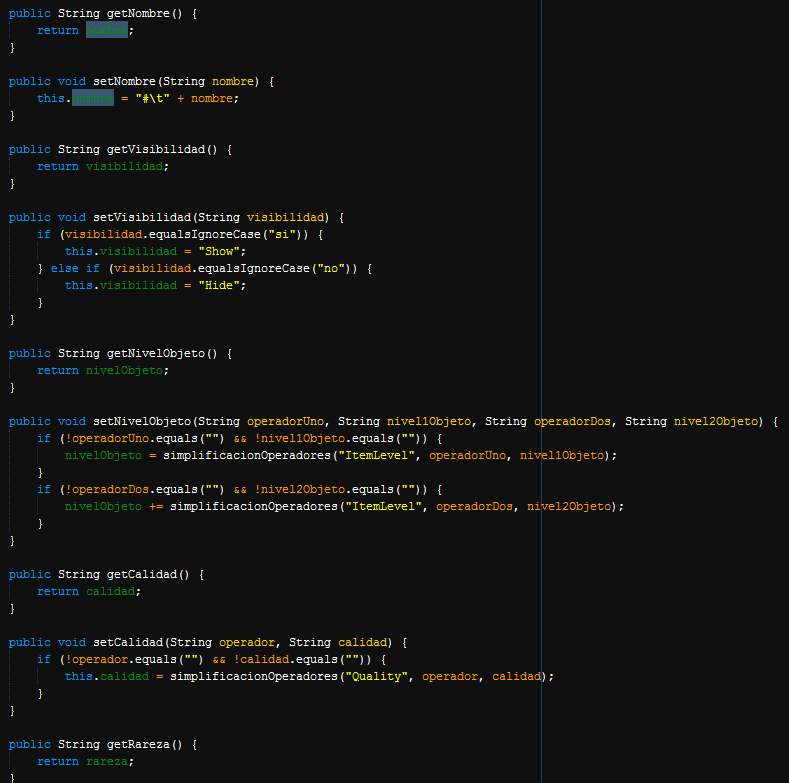 public String getNombre() {
return nombre;
}
public void setNombre(String nombre) {
this.nombre = "#\t" + nombre;
}
public String getVisibilidad() {
return visibilidad;
}
public void setVisibilidad(String visibilidad) {
if (visibilidad.equalsIgnoreCase("si")) {
this.visibilidad = "Show";
} else if (visibilidad.equalsIgnoreCase("no")) {
this.visibilidad = "Hide";
}
}
public String getNivelObjeto() {
return nivelObjeto;
}
public void setNivelObjeto(String operadorUno, String nivel1Objeto, String operadorDos, String nivel2Objeto) {
if (!operadorUno.equals("") && !nivel1Objeto.equals("")) {
nivelObjeto = simplificacionOperadores("ItemLevel", operadorUno, nivel1Objeto);
}
if (!operadorDos.equals("") && !nivel2Objeto.equals("")) {
nivelObjeto += simplificacionOperadores("ItemLevel", operadorDos, nivel2Objeto);
}
}
public String getCalidad() {
return calidad;
}
public void setCalidad(String operador, String calidad) {
if (!operador.equals("") && !calidad.equals("")) {
this.calidad = simplificacionOperadores("Quality", operador, calidad);
}
}
public String getRareza() {
return rareza;
}